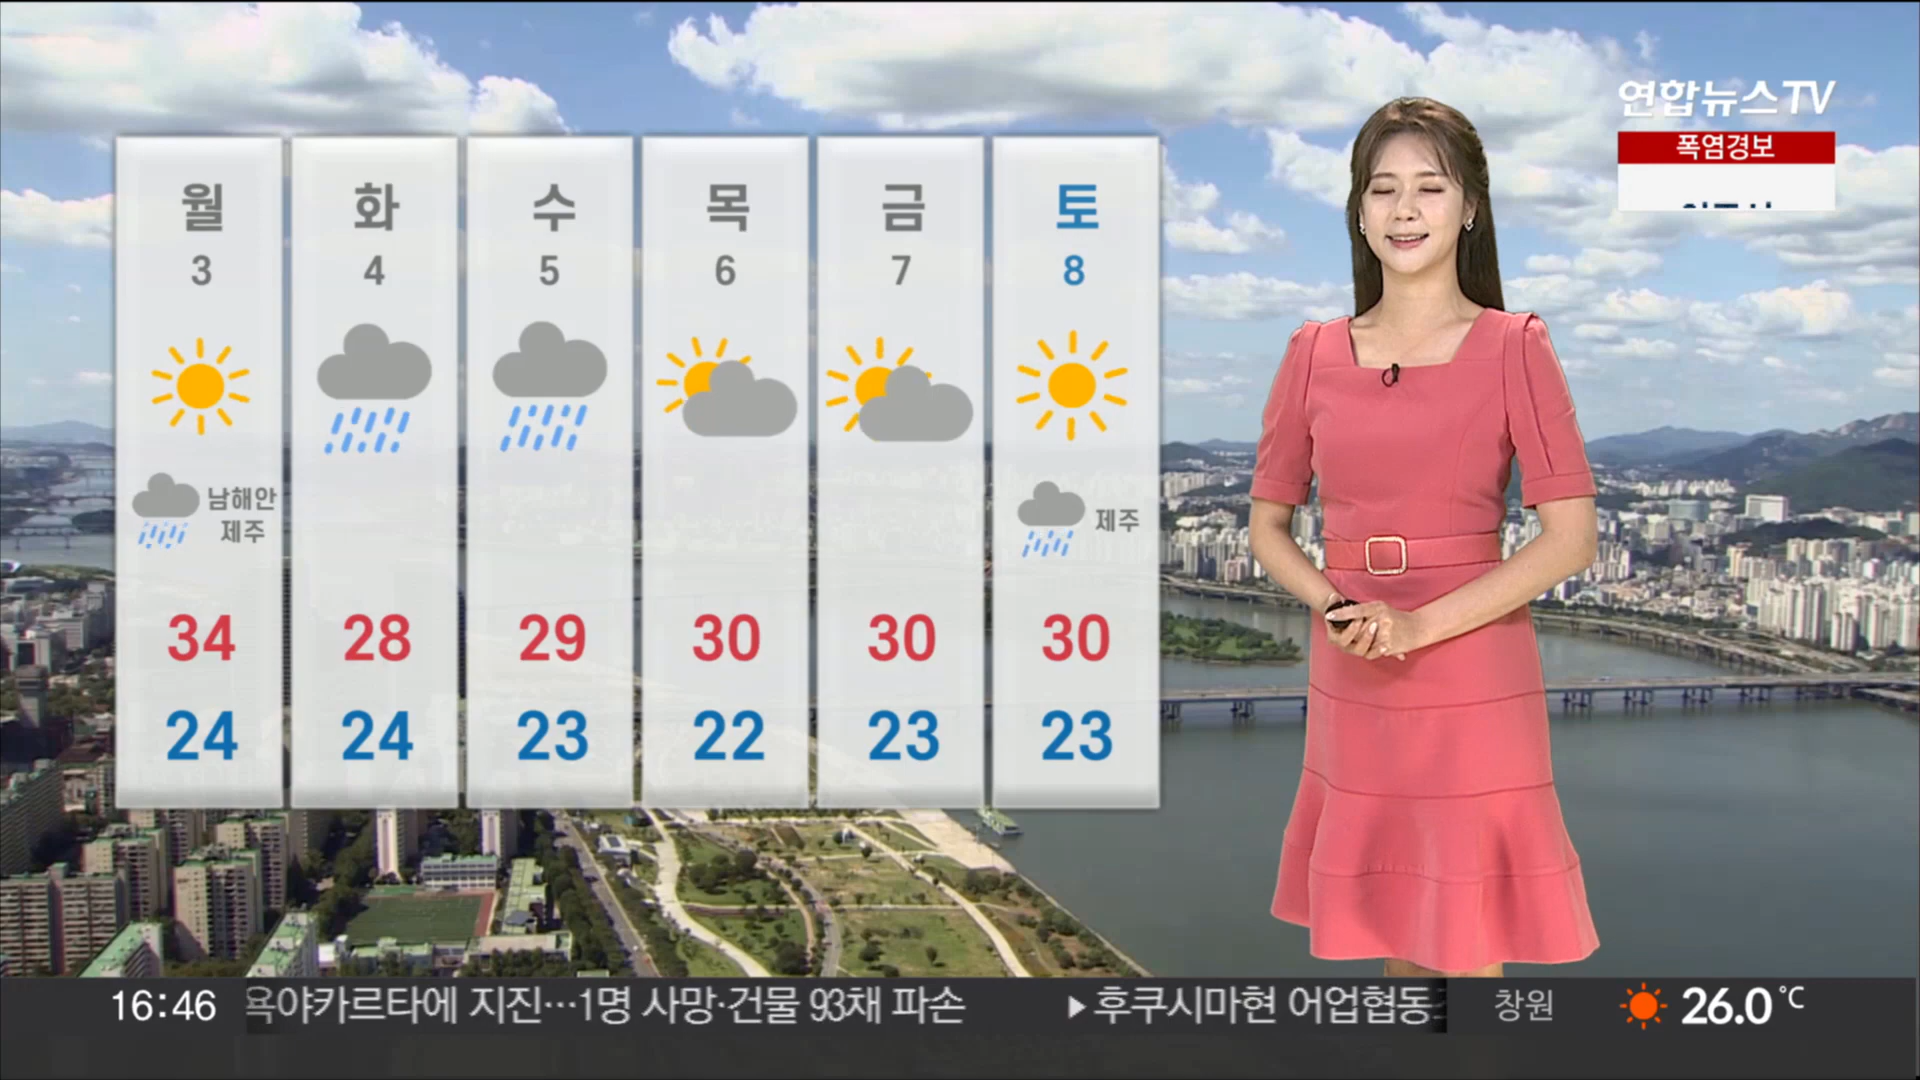 연합뉴스TV
폭염경보
월 화 수 목 금 토
3 4 5 6 7 8
남해안
제주
제주
34 28 29 30 30 30
24 24 23 22 23 23
16:46 욕야카르타에 지진…1명 사망·건물 93채 파손 ▶후쿠시마현 어업협동 창원 26.0℃